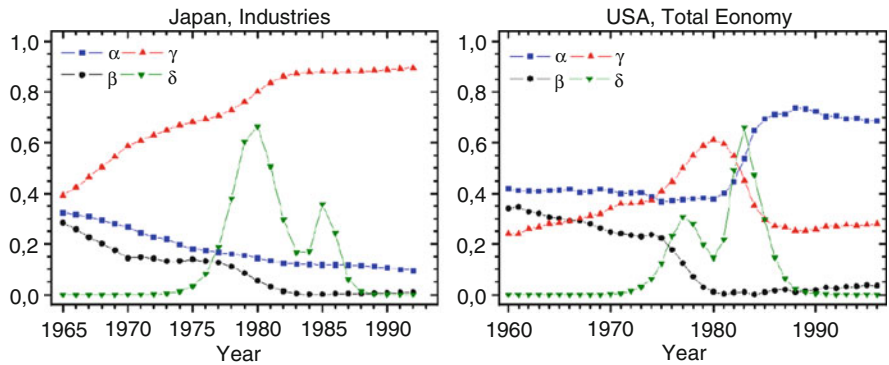 Japan, Industries
1,0
0,8
0,6
0,4
0,2
0,0
α γ
β δ
1965 1970 1975 1980 1985 1990
Year
USA, Total Eonomy
1,0
0,8
0,6
0,4
0,2
0,0
α γ
β δ
1960 1970 1980 1990
Year